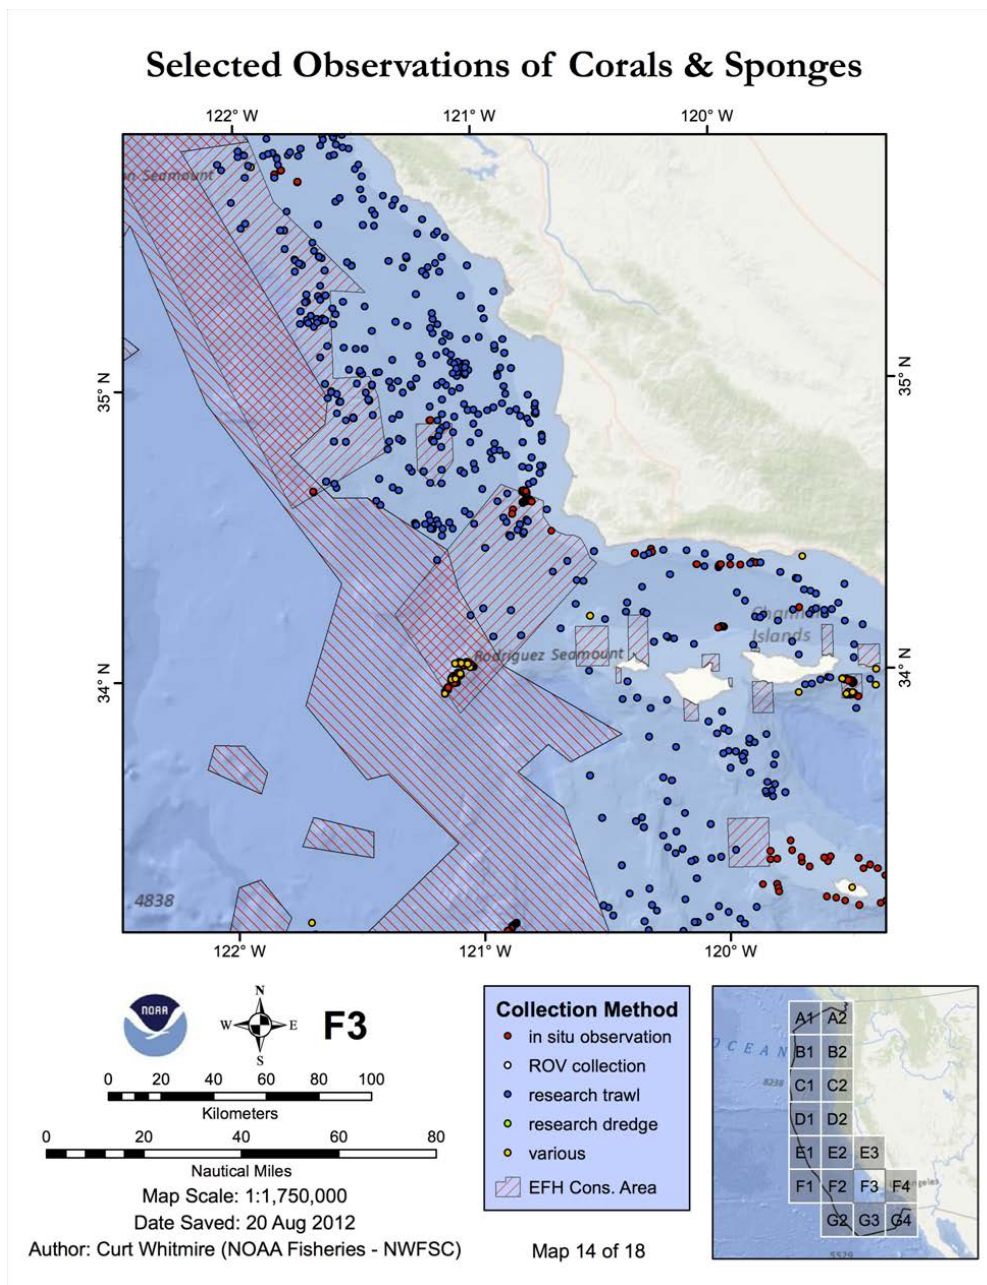 Selected Observations of Corals & Sponges
122° W 121° W 120° W
n Seamount
35° N 35° N
Rodriguez Seamount
Channel
Islands
34° N 34° N
4838
122° W 121° W 120° W
NOAA
N
W E
S
F3
0 20 40 60 80 100
Kilometers
0 20 40 60 80
Nautical Miles
Map Scale: 1:1,750,000
Date Saved: 20 Aug 2012
Author: Curt Whitmire (NOAA Fisheries - NWFSC)
Collection Method
in situ observation
ROV collection
research trawl
research dredge
various
EFH Cons. Area
Map 14 of 18
A1 A2
OCEAN
B1 B2
8238
C1 C2
D1 D2
E1 E2 E3
F1 F2 F3 F4
Angeles
G2 G3 G4
5529